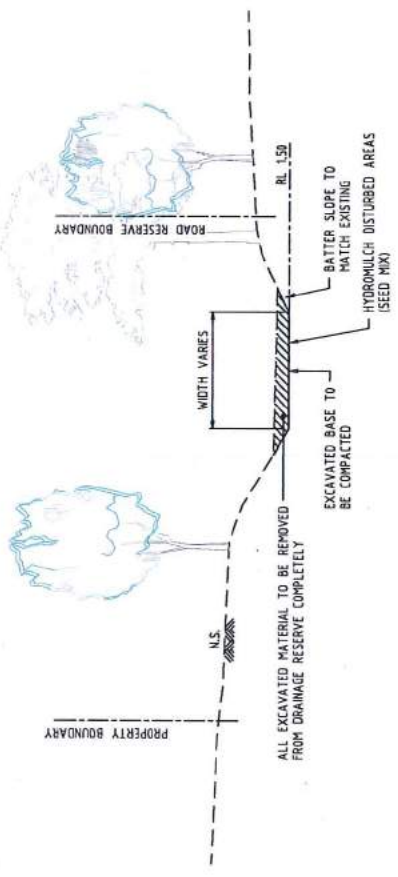 PROPERTY BOUNDARY
N.S.
ALL EXCAVATED MATERIAL TO BE REMOVED
FROM DRAINAGE RESERVE COMPLETELY
WIDTH VARIES
ROAD RESERVE BOUNDARY
RL 1.50
EXCAVATED BASE TO
BE COMPACTED
BATTER SLOPE TO
MATCH EXISTING
HYDROMULCH DISTURBED AREAS
(SEED MIX)